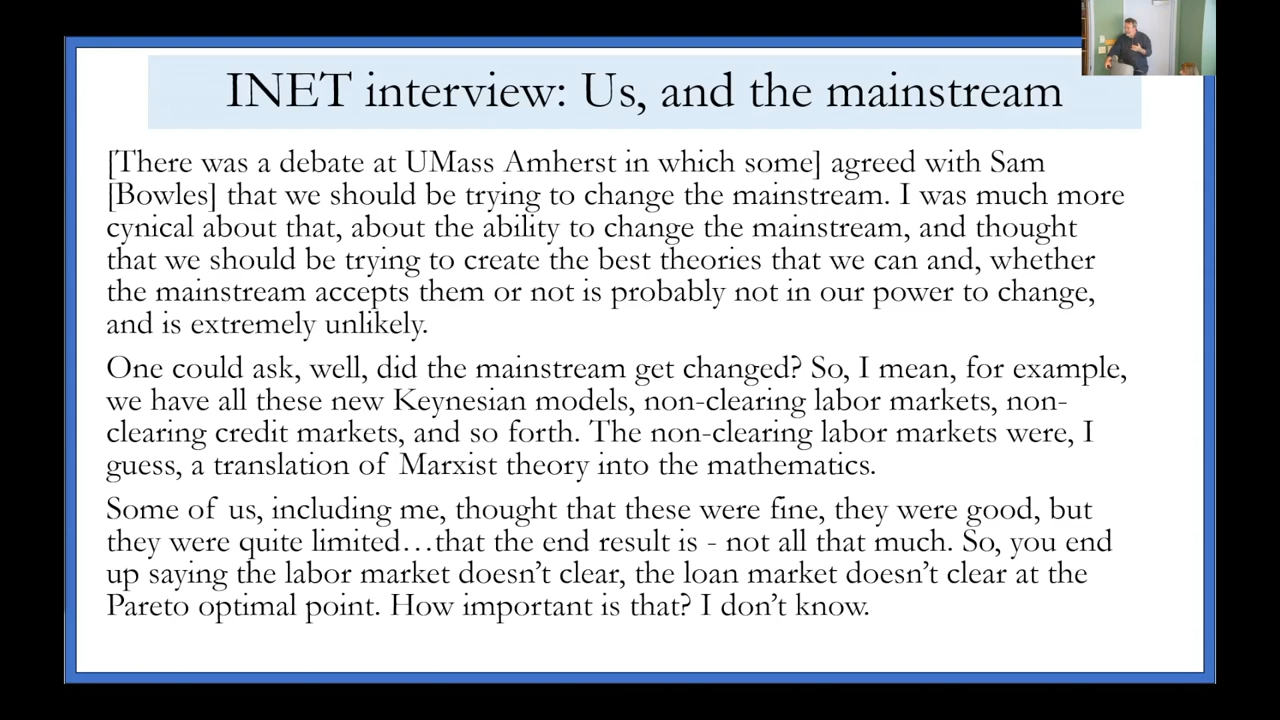 INET interview: Us, and the mainstream
[There was a debate at UMass Amherst in which some] agreed with Sam
[Bowles] that we should be trying to change the mainstream. I was much more
cynical about that, about the ability to change the mainstream, and thought
that we should be trying to create the best theories that we can and, whether
the mainstream accepts them or not is probably not in our power to change,
and is extremely unlikely.
One could ask, well, did the mainstream get changed? So, I mean, for example,
we have all these new Keynesian models, non-clearing labor markets, non-
clearing credit markets, and so forth. The non-clearing labor markets were, I
guess, a translation of Marxist theory into the mathematics.
Some of us, including me, thought that these were fine, they were good, but
they were quite limited…that the end result is - not all that much. So, you end
up saying the labor market doesn't clear, the loan market doesn't clear at the
Pareto optimal point. How important is that? I don't know.